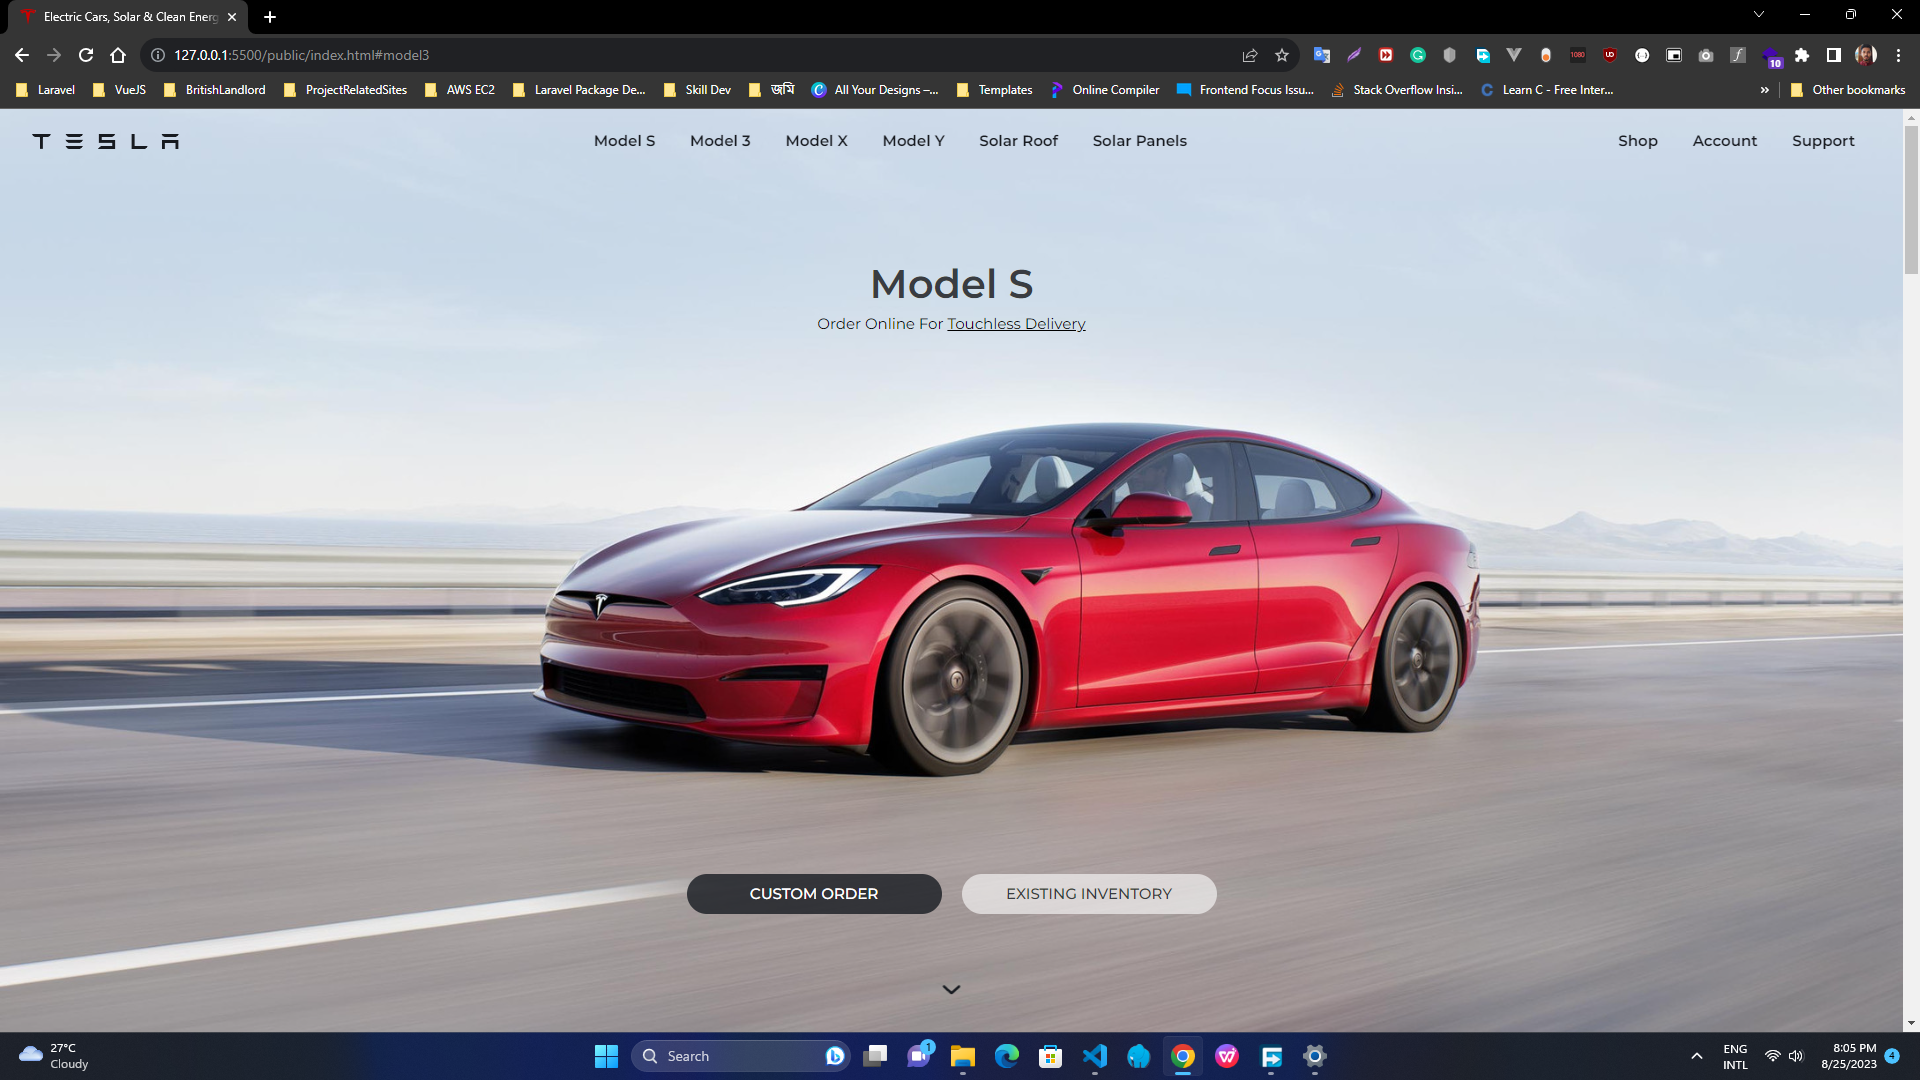 Electric Cars, Solar & Clean Energ
127.0.0.1:5500/public/index.html#model3
1080
10
Laravel
VueJS
BritishLandlord
ProjectRelatedSites
AWS EC2
Laravel Package De...
Skill Dev
জমি
All Your Designs –...
Templates
Online Compiler
Frontend Focus Issu...
Stack Overflow Insi...
Learn C - Free Inter...
»
Other bookmarks
TESLA
Model S
Model 3
Model X
Model Y
Solar Roof
Solar Panels
Shop
Account
Support
Model S
Order Online For Touchless Delivery
CUSTOM ORDER
EXISTING INVENTORY
27°C
Cloudy
Search
1
ENG
INTL
8:05 PM
8/25/2023
4